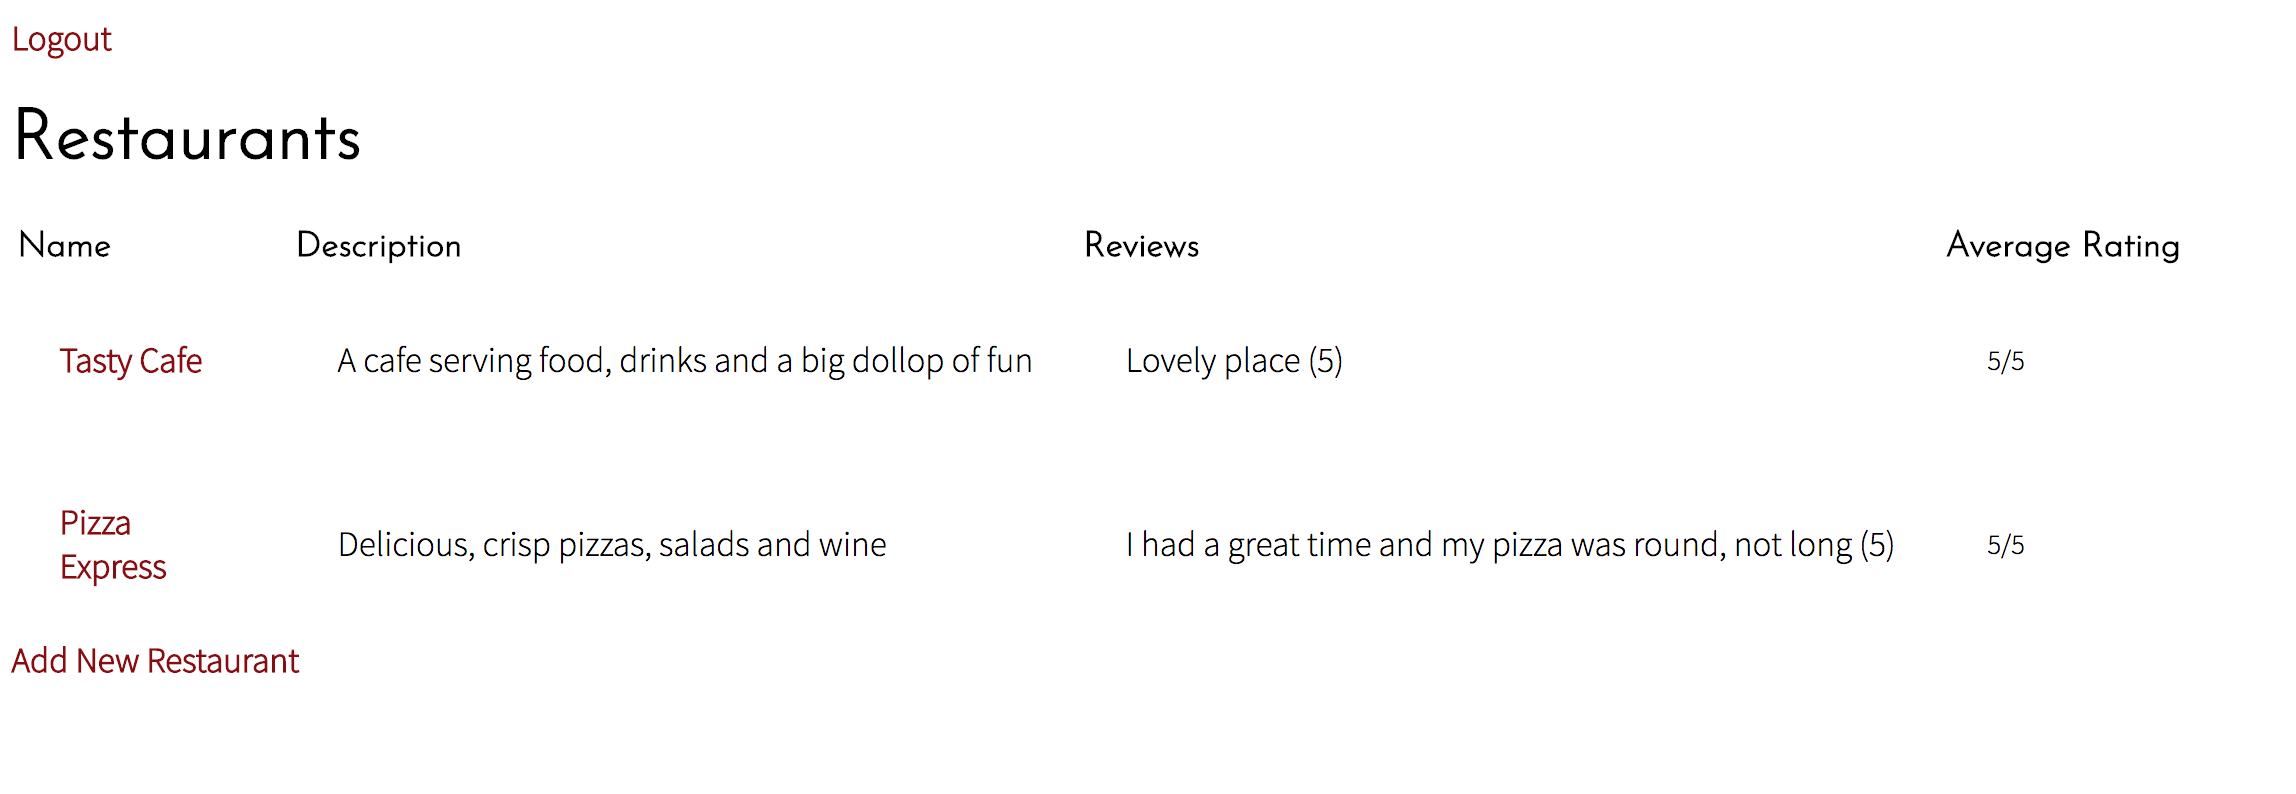 Logout
Restaurants
Name Description Reviews Average Rating
Tasty Cafe A cafe serving food, drinks and a big dollop of fun Lovely place (5) 5/5
Pizza
Express Delicious, crisp pizzas, salads and wine I had a great time and my pizza was round, not long (5) 5/5
Add New Restaurant